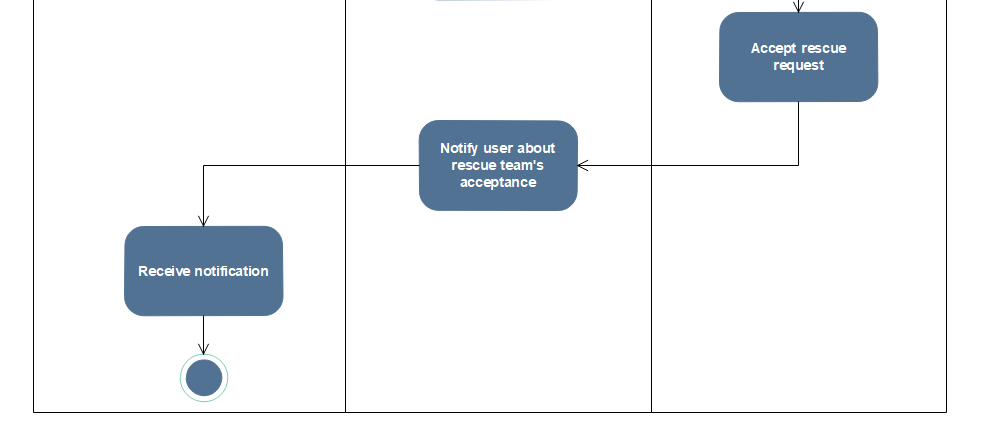 Accept rescue
request
Notify user about
rescue team's
acceptance
Receive notification